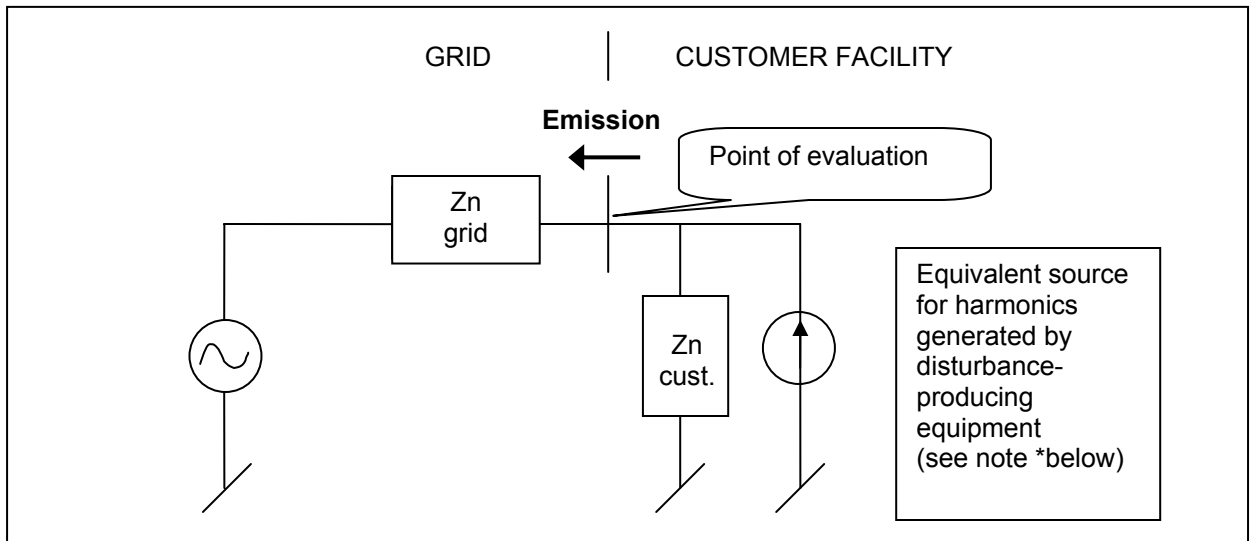 GRID
CUSTOMER FACILITY
Emission
Point of evaluation
Zn
grid
Zn
cust.
Equivalent source
for harmonics
generated by
disturbance-
producing
equipment
(see note *below)